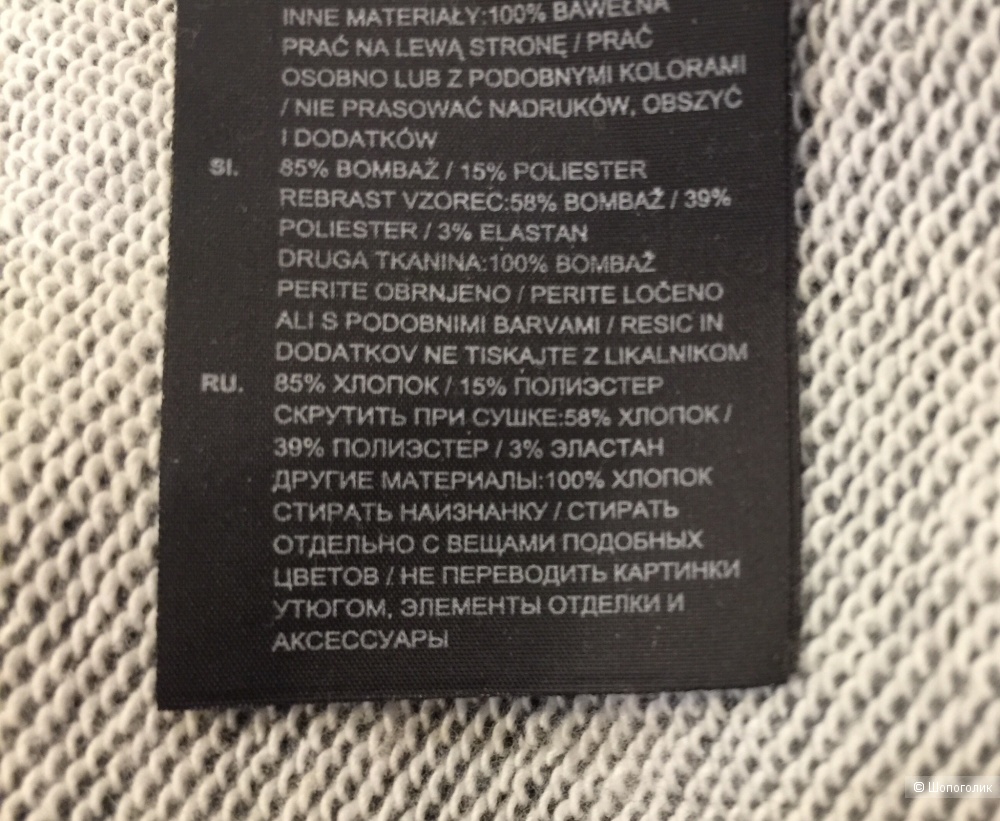 INNE MATERIAŁY:100% BAWEŁNA
PRAĆ NA LEWĄ STRONĘ / PRAĆ
OSOBNO LUB Z PODOBNYMI KOLORAMI
/ NIE PRASOWAĆ NADRUKÓW, OBSZYĆ
I DODATKÓW
SI. 85% BOMBAŽ / 15% POLIESTER
REBRAST VZOREC:58% BOMBAŽ / 39%
POLIESTER / 3% ELASTAN
DRUGA TKANINA:100% BOMBAŽ
PERITE OBRNJENO / PERITE LOČENO
ALI S PODOBNIMI BARVAMI / RESIC IN
DODATKOV NE TISKAJTE Z LIKALNIKOM
RU. 85% ХЛОПОК / 15% ПОЛИЭСТЕР
СКРУТИТЬ ПРИ СУШКЕ:58% ХЛОПОК /
39% ПОЛИЭСТЕР / 3% ЭЛАСТАН
ДРУГИЕ МАТЕРИАЛЫ:100% ХЛОПОК
СТИРАТЬ НАИЗНАНКУ / СТИРАТЬ
ОТДЕЛЬНО С ВЕЩАМИ ПОДОБНЫХ
ЦВЕТОВ / НЕ ПЕРЕВОДИТЬ КАРТИНКИ
УТЮГОМ, ЭЛЕМЕНТЫ ОТДЕЛКИ И
АКСЕССУАРЫ
© Шопоголик